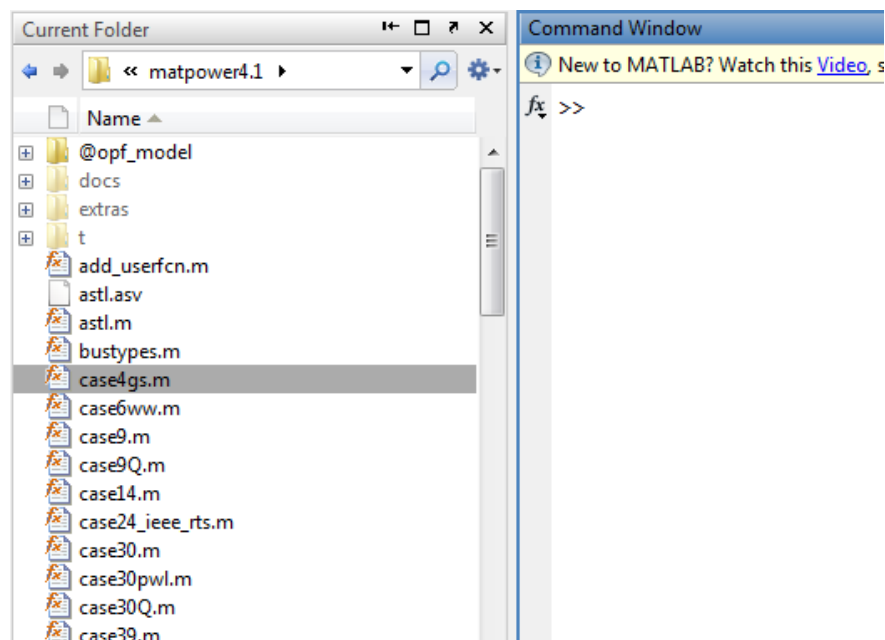 Current Folder
« matpower4.1
Name
@opf_model
docs
extras
t
add_userfcn.m
astl.asv
astl.m
bustypes.m
case4gs.m
case6ww.m
case9.m
case9Q.m
case14.m
case24_ieee_rts.m
case30.m
case30pwl.m
case30Q.m
case39.m
Command Window
New to MATLAB? Watch this Video, s
fx >>